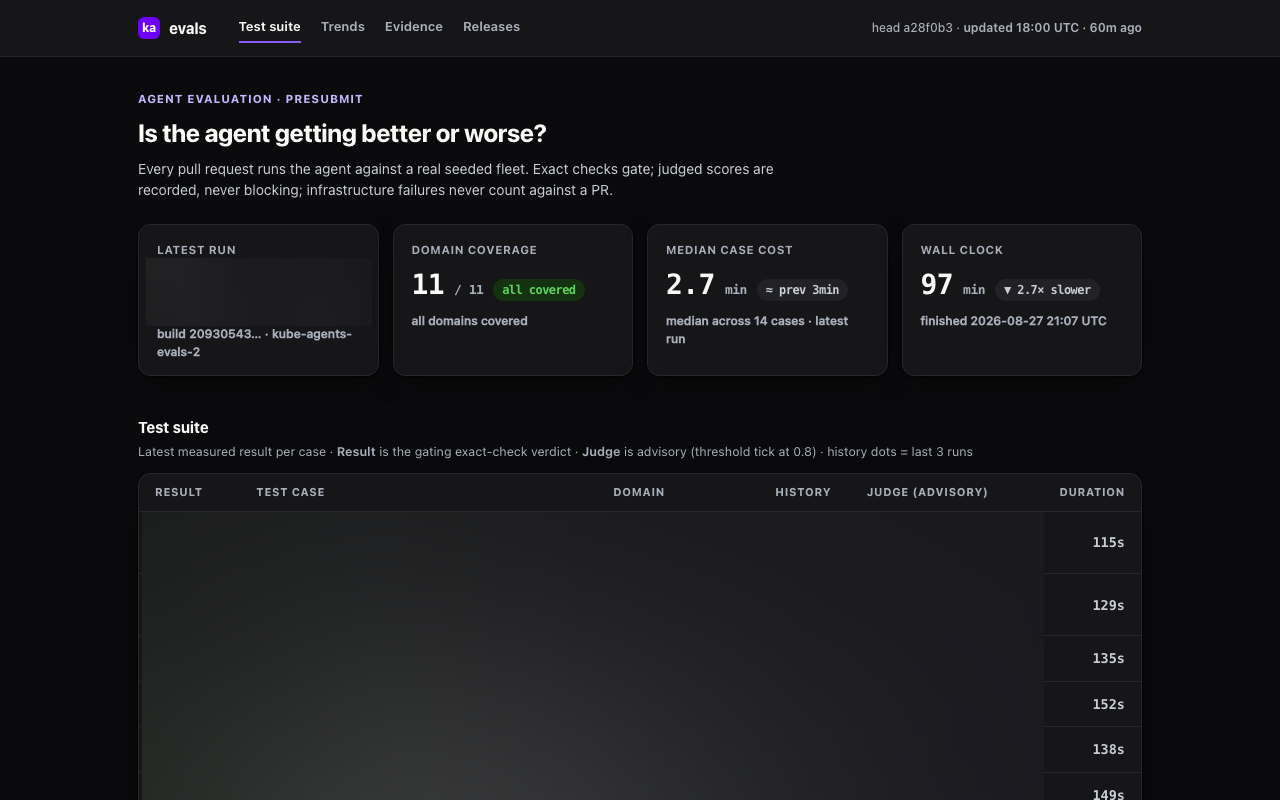 ka evals Test suite Trends Evidence Releases head a28f0b3 · updated 18:00 UTC · 60m ago
AGENT EVALUATION · PRESUBMIT
Is the agent getting better or worse?
Every pull request runs the agent against a real seeded fleet. Exact checks gate; judged scores are
recorded, never blocking; infrastructure failures never count against a PR.
LATEST RUN
build 20930543... · kube-agents-
evals-2
DOMAIN COVERAGE
11 / 11 all covered
all domains covered
MEDIAN CASE COST
2.7 min ≈ prev 3min
median across 14 cases · latest
run
WALL CLOCK
97 min ▼ 2.7× slower
finished 2026-08-27 21:07 UTC
Test suite
Latest measured result per case · Result is the gating exact-check verdict · Judge is advisory (threshold tick at 0.8) · history dots = last 3 runs
RESULT TEST CASE DOMAIN HISTORY JUDGE (ADVISORY) DURATION
115s
129s
135s
152s
138s
149s